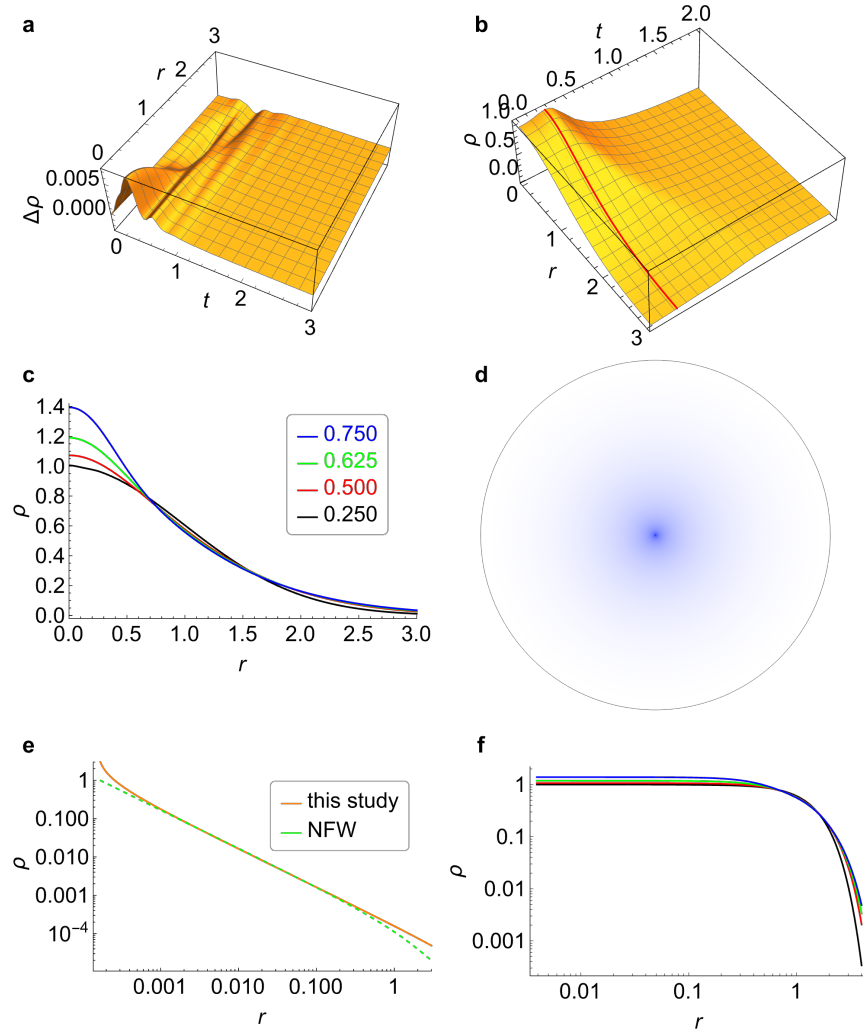 a
3
2
r
1
0
0.005
0.000
Δρ
0
1
t
2
3
b
2.0
t
1.5
1.0
0.5
0.0
1.0
ρ
0.5
0.0
0
1
r
2
3
c
1.4
1.2
1.0
0.8
ρ
0.6
0.4
0.2
0.0
0.0 0.5 1.0 1.5 2.0 2.5 3.0
r
0.750
0.625
0.500
0.250
d
e
1
0.100
0.010
ρ
0.001
10⁻⁴
0.001 0.010 0.100 1
r
this study
NFW
f
1
0.1
ρ
0.01
0.001
0.01 0.1 1
r